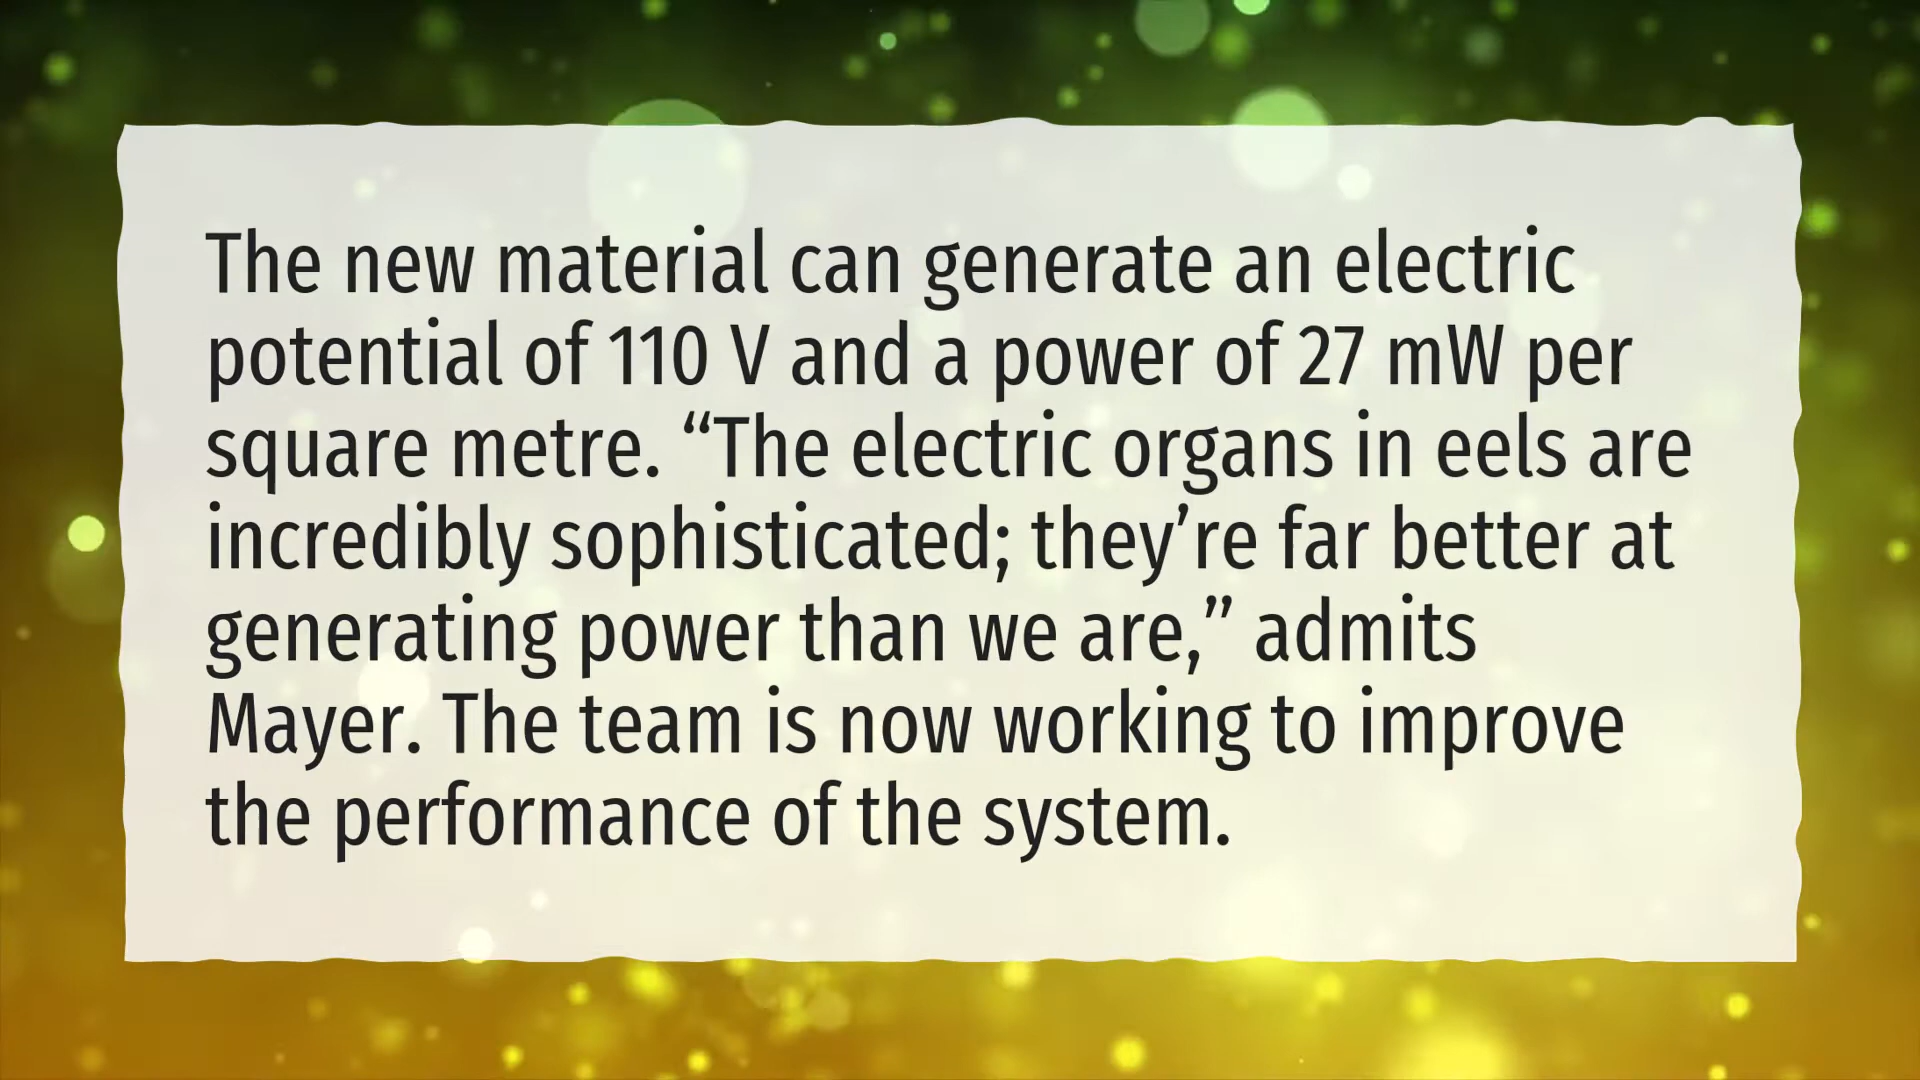 The new material can generate an electric
potential of 110 V and a power of 27 mW per
square metre. “The electric organs in eels are
incredibly sophisticated; they’re far better at
generating power than we are,” admits
Mayer. The team is now working to improve
the performance of the system.